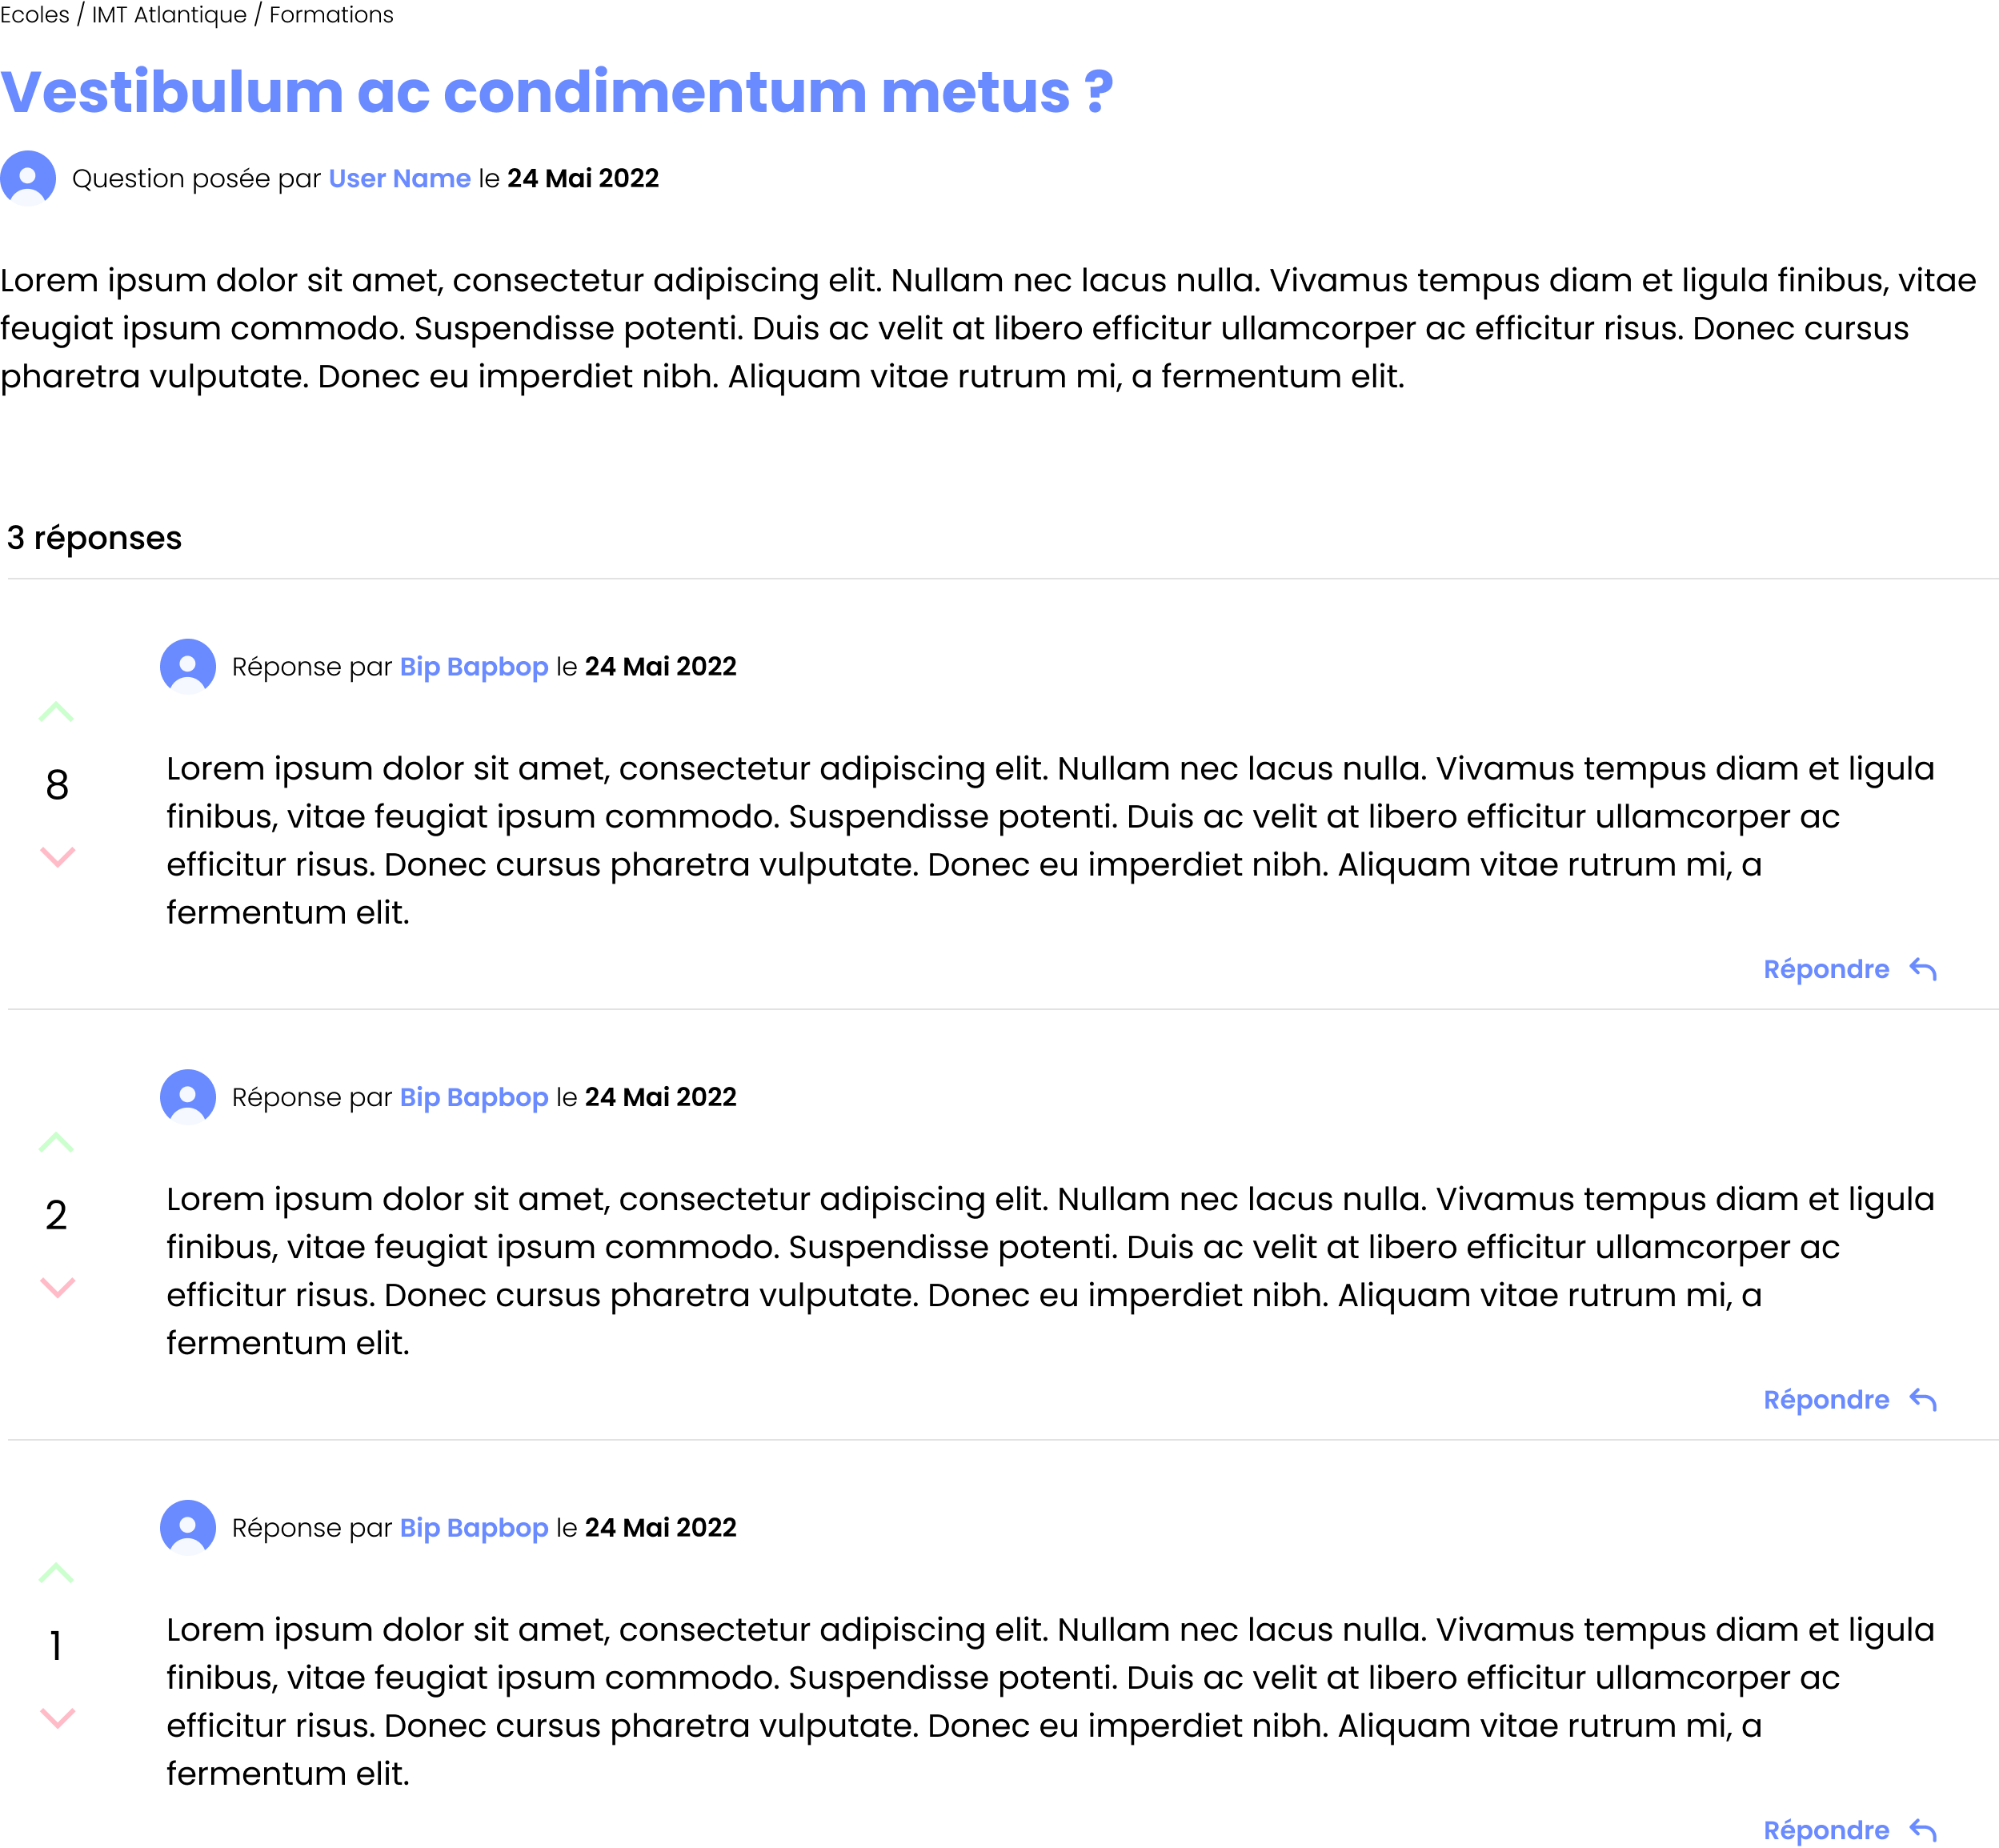 Ecoles / IMT Atlantique / Formations
Vestibulum ac condimentum metus ?
Question posée par User Name le 24 Mai 2022
Lorem ipsum dolor sit amet, consectetur adipiscing elit. Nullam nec lacus nulla. Vivamus tempus diam et ligula finibus, vitae
feugiat ipsum commodo. Suspendisse potenti. Duis ac velit at libero efficitur ullamcorper ac efficitur risus. Donec cursus
pharetra vulputate. Donec eu imperdiet nibh. Aliquam vitae rutrum mi, a fermentum elit.
3 réponses
Réponse par Bip Bapbop le 24 Mai 2022
8
Lorem ipsum dolor sit amet, consectetur adipiscing elit. Nullam nec lacus nulla. Vivamus tempus diam et ligula
finibus, vitae feugiat ipsum commodo. Suspendisse potenti. Duis ac velit at libero efficitur ullamcorper ac
efficitur risus. Donec cursus pharetra vulputate. Donec eu imperdiet nibh. Aliquam vitae rutrum mi, a
fermentum elit.
Répondre
Réponse par Bip Bapbop le 24 Mai 2022
2
Lorem ipsum dolor sit amet, consectetur adipiscing elit. Nullam nec lacus nulla. Vivamus tempus diam et ligula
finibus, vitae feugiat ipsum commodo. Suspendisse potenti. Duis ac velit at libero efficitur ullamcorper ac
efficitur risus. Donec cursus pharetra vulputate. Donec eu imperdiet nibh. Aliquam vitae rutrum mi, a
fermentum elit.
Répondre
Réponse par Bip Bapbop le 24 Mai 2022
1
Lorem ipsum dolor sit amet, consectetur adipiscing elit. Nullam nec lacus nulla. Vivamus tempus diam et ligula
finibus, vitae feugiat ipsum commodo. Suspendisse potenti. Duis ac velit at libero efficitur ullamcorper ac
efficitur risus. Donec cursus pharetra vulputate. Donec eu imperdiet nibh. Aliquam vitae rutrum mi, a
fermentum elit.
Répondre